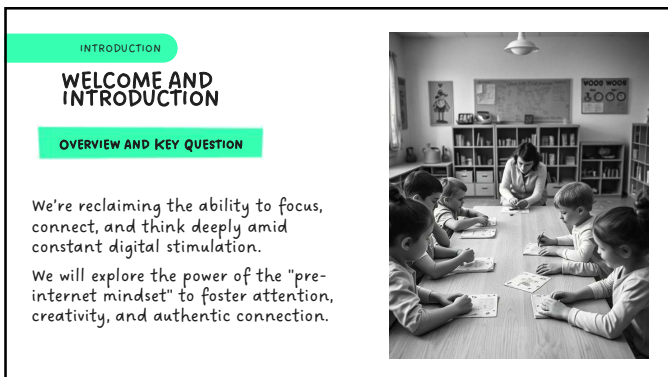 INTRODUCTION
WELCOME AND
INTRODUCTION
OVERVIEW AND KEY QUESTION
We're reclaiming the ability to focus,
connect, and think deeply amid
constant digital stimulation.
We will explore the power of the "pre-
internet mindset" to foster attention,
creativity, and authentic connection.
WOOS WODS